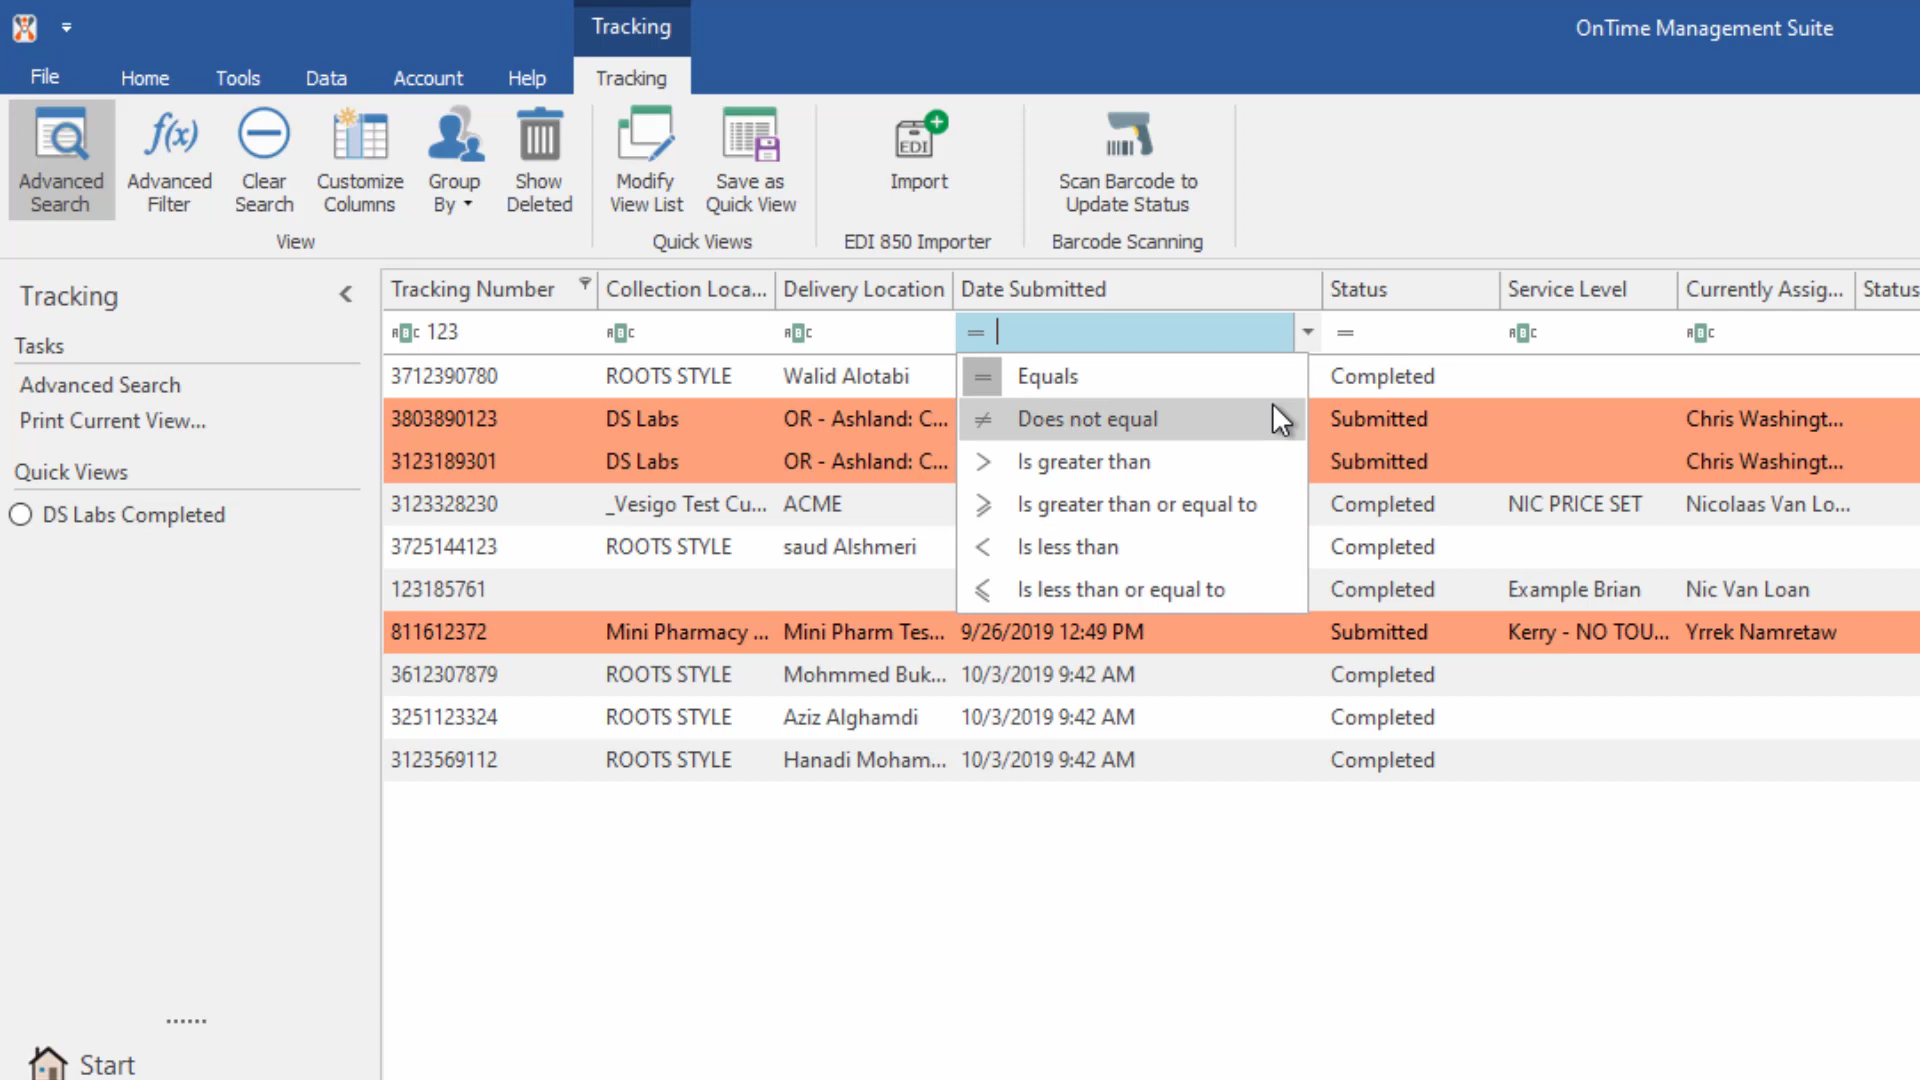 Tracking
OnTime Management Suite
File Home Tools Data Account Help Tracking
Advanced Search
Advanced Filter
Clear Search
Customize Columns
Group By
Show Deleted
Modify View List
Save as Quick View
EDI
Import
Scan Barcode to Update Status
View
Quick Views
EDI 850 Importer
Barcode Scanning
Tracking
Tasks
Advanced Search
Print Current View...
Quick Views
DS Labs Completed
Start
Tracking Number Collection Loca... Delivery Location Date Submitted Status Service Level Currently Assig... Status
ABC 123 ABC ABC = = ABC ABC
3712390780 ROOTS STYLE Walid Alotabi Completed
3803890123 DS Labs OR - Ashland: C... Submitted Chris Washingt...
3123189301 DS Labs OR - Ashland: C... Submitted Chris Washingt...
3123328230 _Vesigo Test Cu... ACME Completed NIC PRICE SET Nicolaas Van Lo...
3725144123 ROOTS STYLE saud Alshmeri Completed
123185761 Completed Example Brian Nic Van Loan
811612372 Mini Pharmacy ... Mini Pharm Tes... 9/26/2019 12:49 PM Submitted Kerry - NO TOU... Yrrek Namretaw
3612307879 ROOTS STYLE Mohmmed Buk... 10/3/2019 9:42 AM Completed
3251123324 ROOTS STYLE Aziz Alghamdi 10/3/2019 9:42 AM Completed
3123569112 ROOTS STYLE Hanadi Moham... 10/3/2019 9:42 AM Completed
= Equals
≠ Does not equal
> Is greater than
≥ Is greater than or equal to
< Is less than
≤ Is less than or equal to